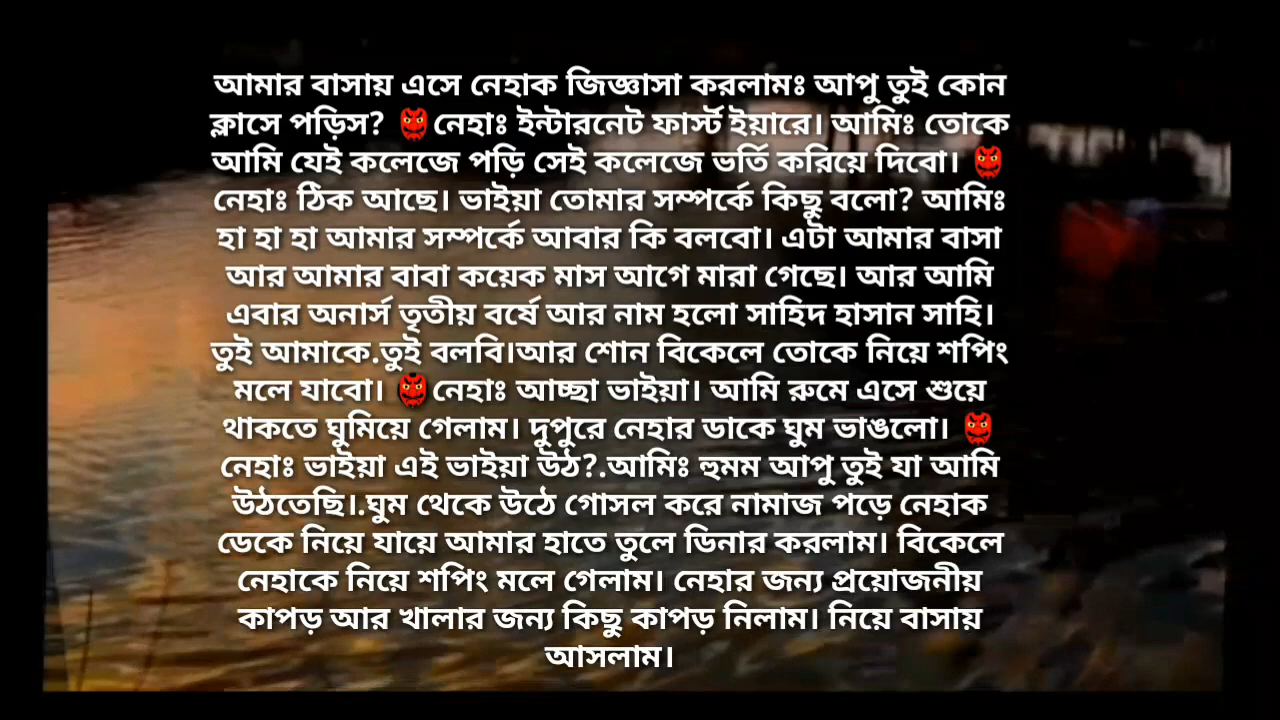 আমার বাসায় এসে নেহাক জিজ্ঞাসা করলামঃ আপু তুই কোন
ক্লাসে পড়িস? 👹নেহাঃ ইন্টারনেট ফার্স্ট ইয়ারে। আমিঃ তোকে
আমি যেই কলেজে পড়ি সেই কলেজে ভর্তি করিয়ে দিবো। 👹
নেহাঃ ঠিক আছে। ভাইয়া তোমার সম্পর্কে কিছু বলো? আমিঃ
হা হা হা আমার সম্পর্কে আবার কি বলবো। এটা আমার বাসা
আর আমার বাবা কয়েক মাস আগে মারা গেছে। আর আমি
এবার অনার্স তৃতীয় বর্ষে আর নাম হলো সাহিদ হাসান সাহি।
তুই আমাকে.তুই বলবি।আর শোন বিকেলে তোকে নিয়ে শপিং
মলে যাবো। 👹নেহাঃ আচ্ছা ভাইয়া। আমি রুমে এসে শুয়ে
থাকতে ঘুমিয়ে গেলাম। দুপুরে নেহার ডাকে ঘুম ভাঙলো। 👹
নেহাঃ ভাইয়া এই ভাইয়া উঠ?.আমিঃ হুমম আপু তুই যা আমি
উঠতেছি।.ঘুম থেকে উঠে গোসল করে নামাজ পড়ে নেহাক
ডেকে নিয়ে যায়ে আমার হাতে তুলে ডিনার করলাম। বিকেলে
নেহাকে নিয়ে শপিং মলে গেলাম। নেহার জন্য প্রয়োজনীয়
কাপড় আর খালার জন্য কিছু কাপড় নিলাম। নিয়ে বাসায়
আসলাম।